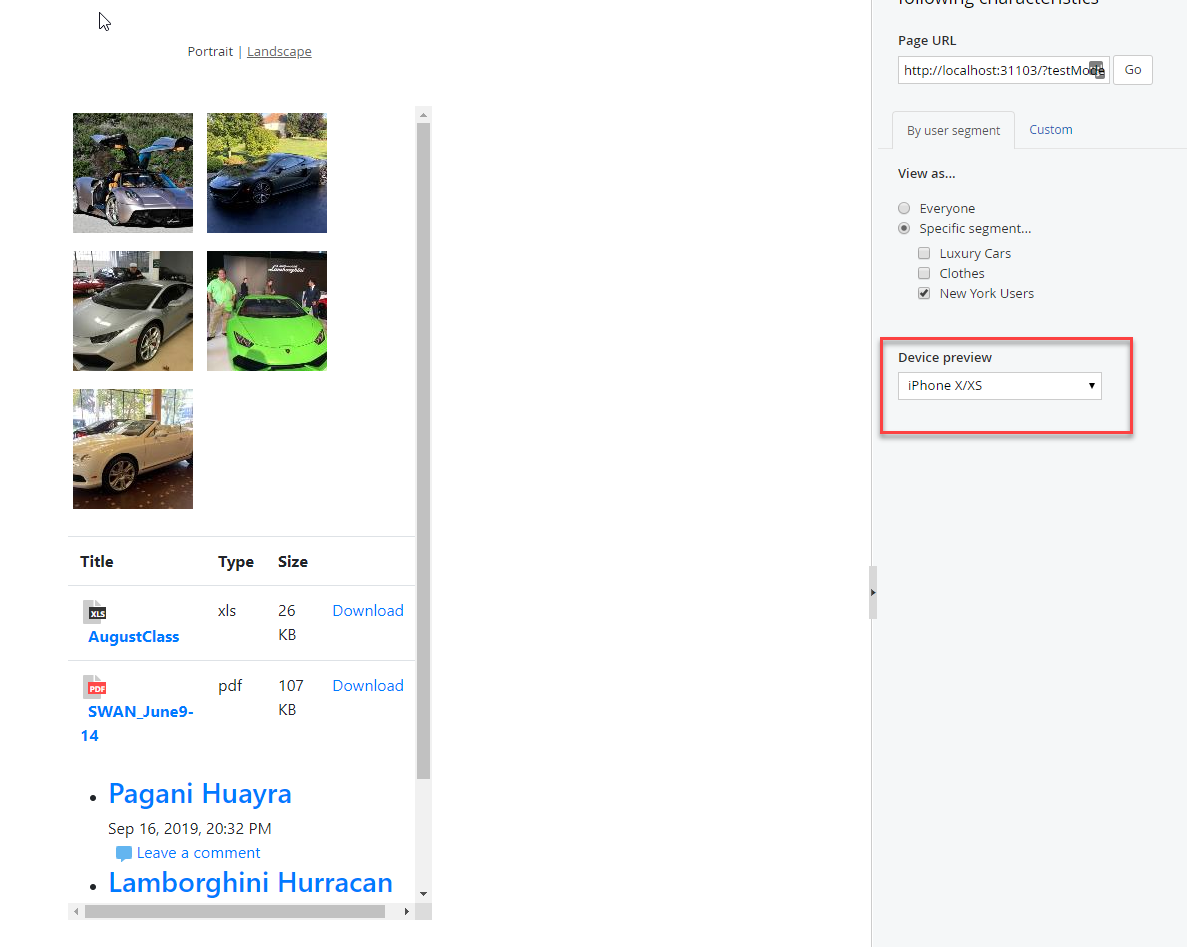 Portrait | Landscape
Title Type Size
XLS
AugustClass
xls
26
KB
Download
PDF
SWAN_June9-
14
pdf
107
KB
Download
Pagani Huayra
Sep 16, 2019, 20:32 PM
Leave a comment
Lamborghini Hurracan
following characteristics
Page URL
http://localhost:31103/?testMode
Go
By user segment
Custom
View as...
Everyone
Specific segment...
Luxury Cars
Clothes
New York Users
Device preview
iPhone X/XS